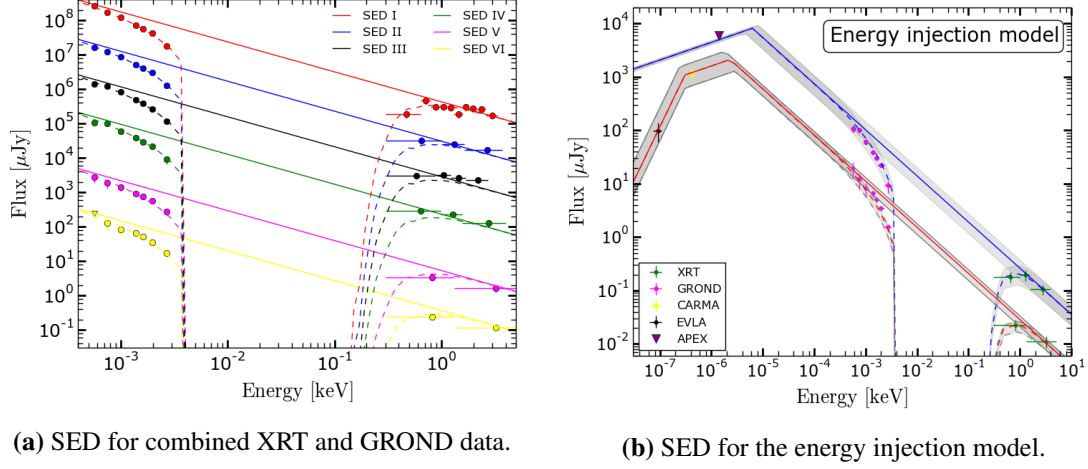 10^8
10^7
10^6
10^5
10^4
10^3
10^2
10^1
10^0
10^-1
Flux [μJy]
SED I
SED II
SED III
SED IV
SED V
SED VI
10^-3
10^-2
10^-1
10^0
Energy [keV]
(a) SED for combined XRT and GROND data.
10^5
10^4
10^3
10^2
10^1
10^0
10^-1
10^-2
Flux [μJy]
Energy injection model
XRT
GROND
CARMA
EVLA
APEX
10^-7
10^-6
10^-5
10^-4
10^-3
10^-2
10^-1
10^0
10^1
Energy [keV]
(b) SED for the energy injection model.